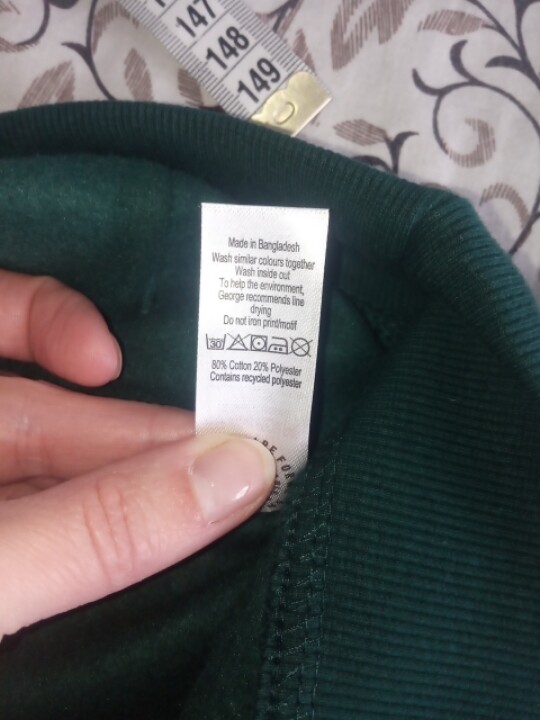 147
148
149
Made in Bangladesh
Wash similar colours together
Wash inside out
To help the environment,
George recommends line
drying
Do not iron print/motif
30
80% Cotton 20% Polyester
Contains recycled polyester
FOR